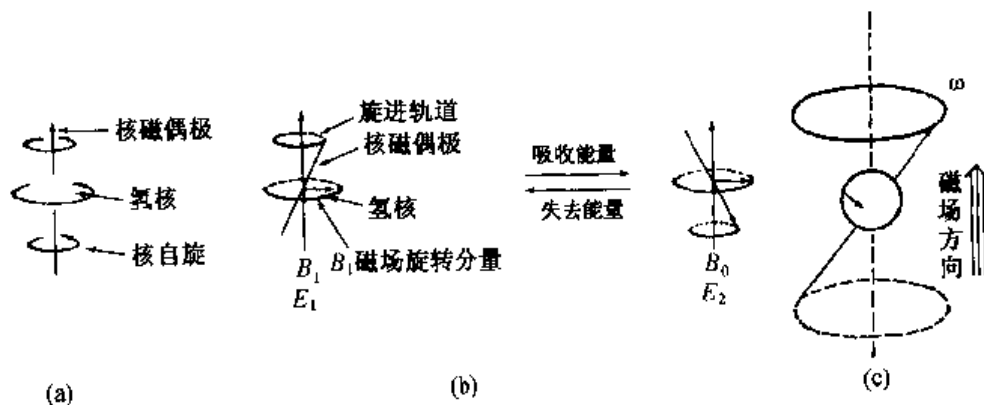 核磁偶极
氢核
核自旋
(a)
旋进轨道
核磁偶极
氢核
B₁磁场旋转分量
B₁
E₁
吸收能量
失去能量
(b)
B₀
E₂
ω
磁场方向
(c)